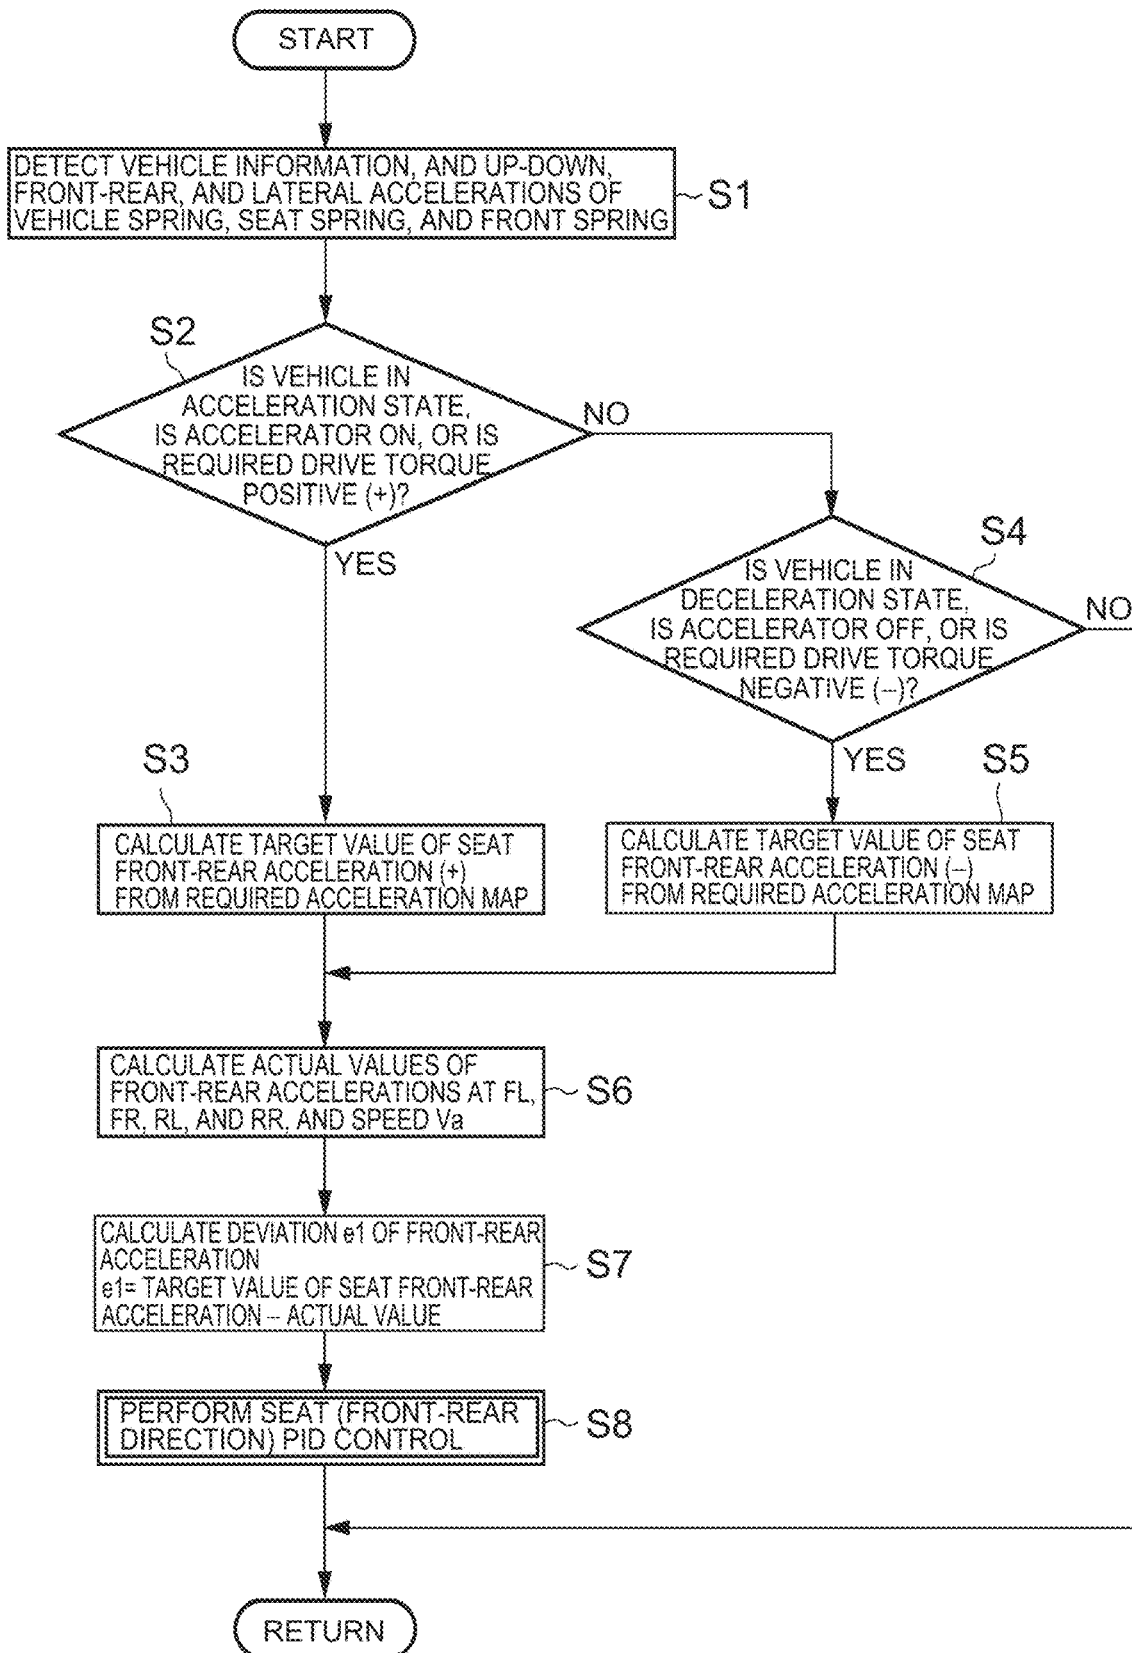 START
DETECT VEHICLE INFORMATION, AND UP-DOWN,
FRONT-REAR, AND LATERAL ACCELERATIONS OF
VEHICLE SPRING, SEAT SPRING, AND FRONT SPRING
S1
S2
IS VEHICLE IN
ACCELERATION STATE,
IS ACCELERATOR ON, OR IS
REQUIRED DRIVE TORQUE
POSITIVE (+)?
NO
YES
S4
IS VEHICLE IN
DECELERATION STATE,
IS ACCELERATOR OFF, OR IS
REQUIRED DRIVE TORQUE
NEGATIVE (–)?
NO
YES
S3
CALCULATE TARGET VALUE OF SEAT
FRONT-REAR ACCELERATION (+)
FROM REQUIRED ACCELERATION MAP
S5
CALCULATE TARGET VALUE OF SEAT
FRONT-REAR ACCELERATION (–)
FROM REQUIRED ACCELERATION MAP
CALCULATE ACTUAL VALUES OF
FRONT-REAR ACCELERATIONS AT FL,
FR, RL, AND RR, AND SPEED Va
S6
CALCULATE DEVIATION e1 OF FRONT-REAR
ACCELERATION
e1= TARGET VALUE OF SEAT FRONT-REAR
ACCELERATION – ACTUAL VALUE
S7
PERFORM SEAT (FRONT-REAR
DIRECTION) PID CONTROL
S8
RETURN